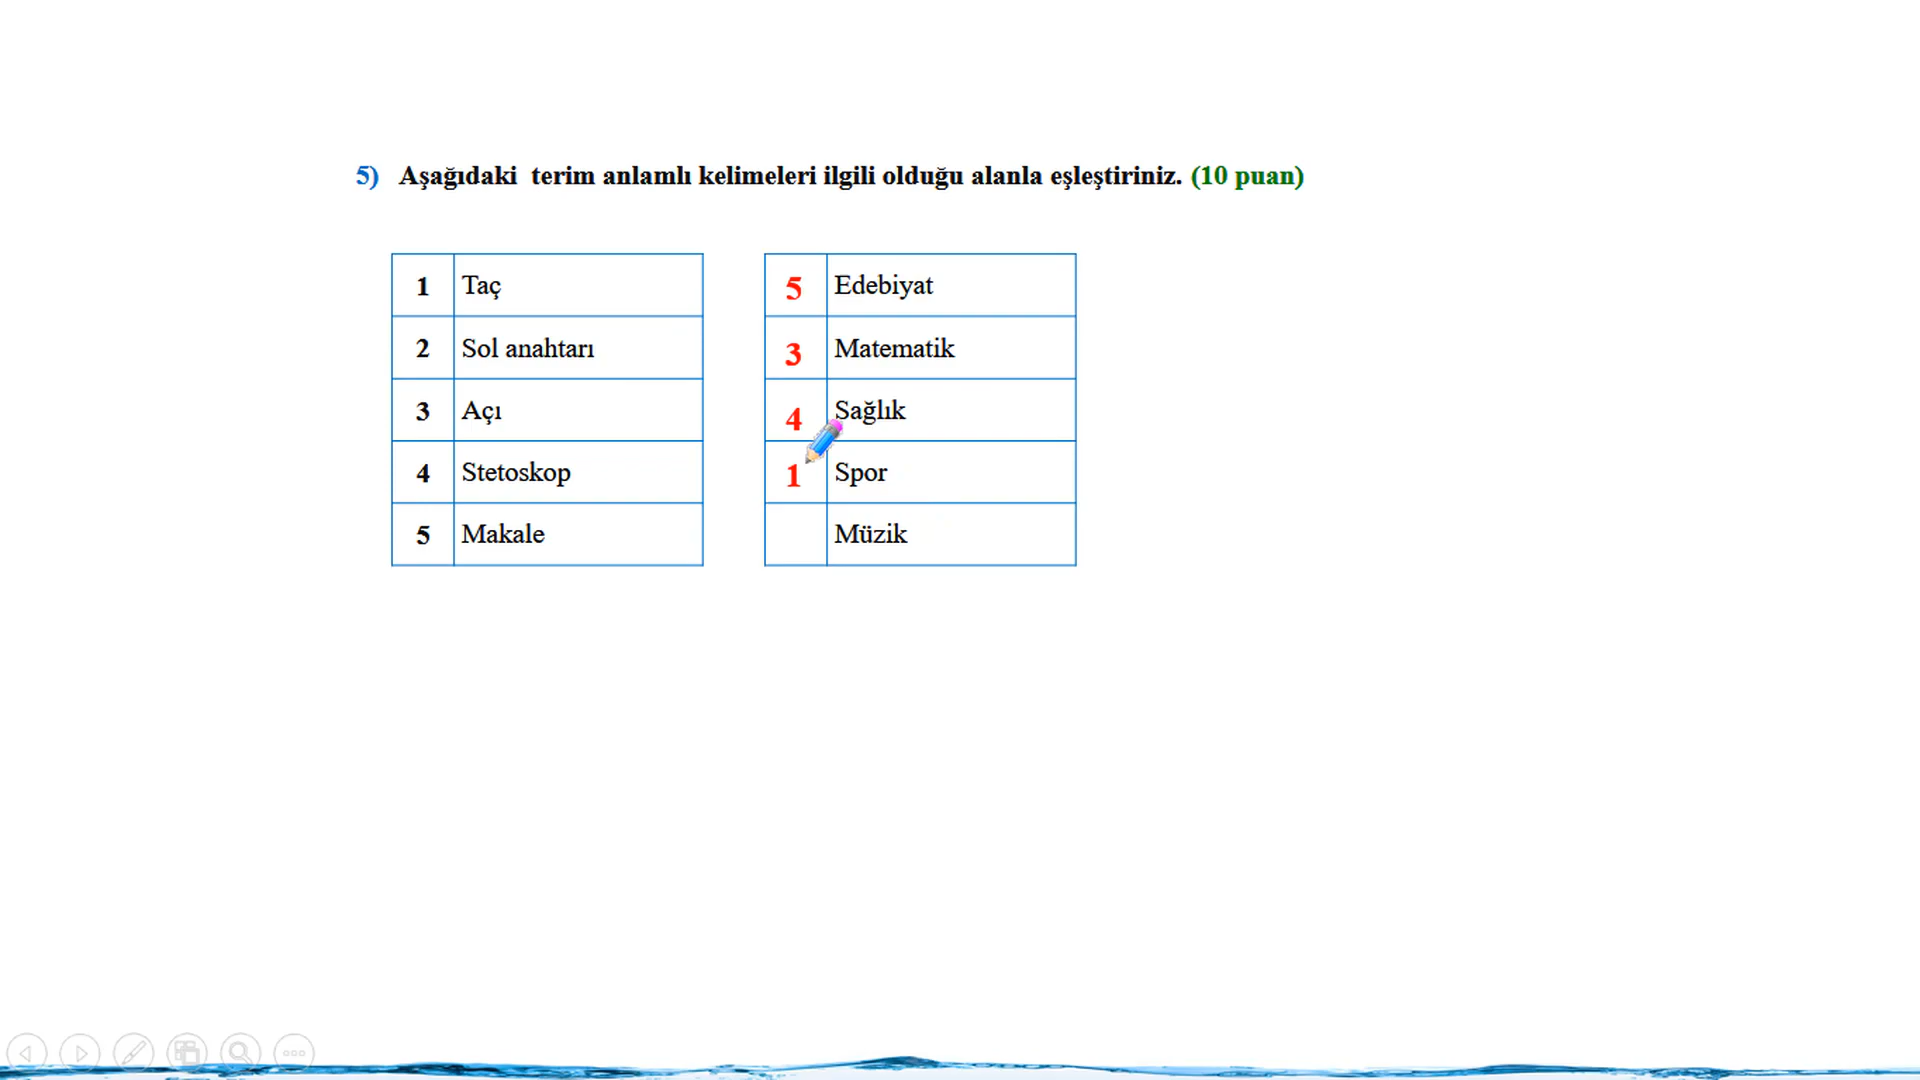 5) Aşağıdaki terim anlamlı kelimeleri ilgili olduğu alanla eşleştiriniz. (10 puan)
1 Taç
2 Sol anahtarı
3 Açı
4 Stetoskop
5 Makale
5 Edebiyat
3 Matematik
4 Sağlık
1 Spor
Müzik